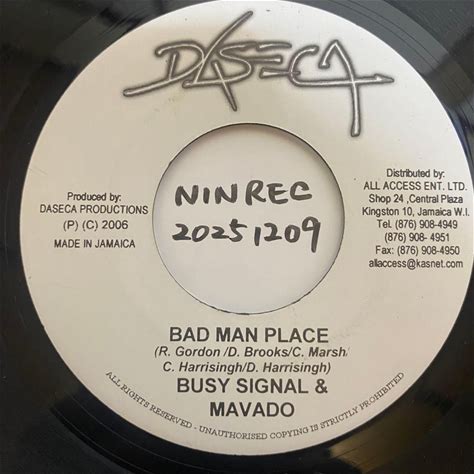 DASECA
Produced by:
DASECA PRODUCTIONS
(P) (C) 2006
MADE IN JAMAICA
NINREC
20251209
Distributed by:
ALL ACCESS ENT. LTD.
Shop 24 ,Central Plaza
Kingston 10, Jamaica W.I.
Tel. (876) 908-4949
(876) 908- 4951
Fax: (876) 908-4950
allaccess@kasnet.com
BAD MAN PLACE
(R. Gordon /D. Brooks/C. Marsh/
C. Harrisingh/D. Harrisingh)
BUSY SIGNAL &
MAVADO
ALL RIGHTS RESERVED - UNAUTHORISED COPYING IS STRICTLY PROHIBITED